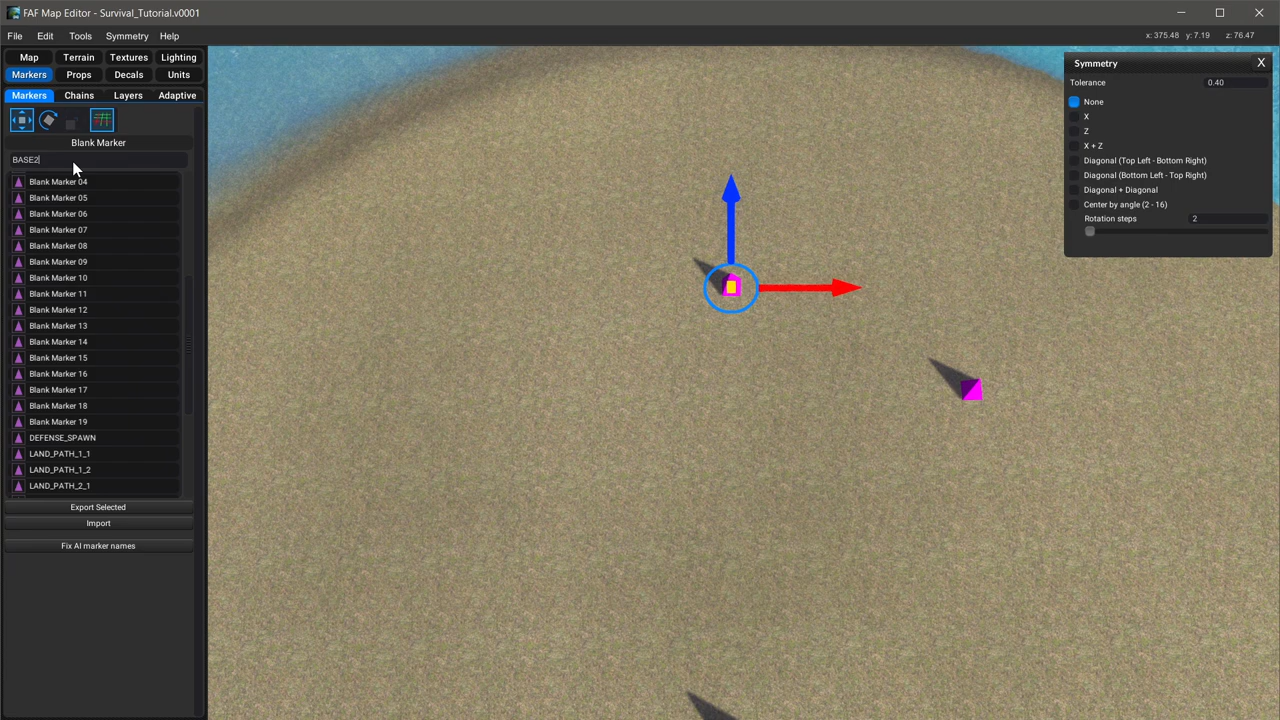 FAF Map Editor - Survival_Tutorial.v0001
File Edit Tools Symmetry Help
x: 375.48 y: 7.19 z: 76.47
Map Terrain Textures Lighting
Markers Props Decals Units
Markers Chains Layers Adaptive
Blank Marker
BASE2
Blank Marker 04
Blank Marker 05
Blank Marker 06
Blank Marker 07
Blank Marker 08
Blank Marker 09
Blank Marker 10
Blank Marker 11
Blank Marker 12
Blank Marker 13
Blank Marker 14
Blank Marker 15
Blank Marker 16
Blank Marker 17
Blank Marker 18
Blank Marker 19
DEFENSE_SPAWN
LAND_PATH_1_1
LAND_PATH_1_2
LAND_PATH_2_1
Export Selected
Import
Fix AI marker names
Symmetry X
Tolerance 0.40
None
X
Z
X + Z
Diagonal (Top Left - Bottom Right)
Diagonal (Bottom Left - Top Right)
Diagonal + Diagonal
Center by angle (2 - 16)
Rotation steps 2